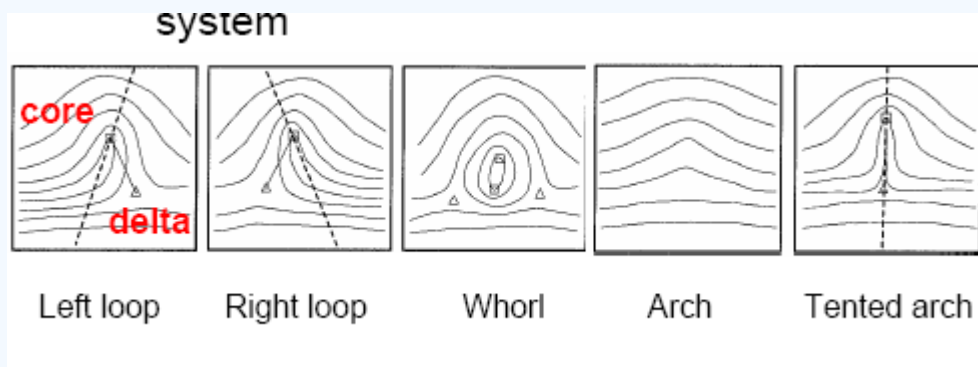 system
core
delta
Left loop
Right loop
Whorl
Arch
Tented arch